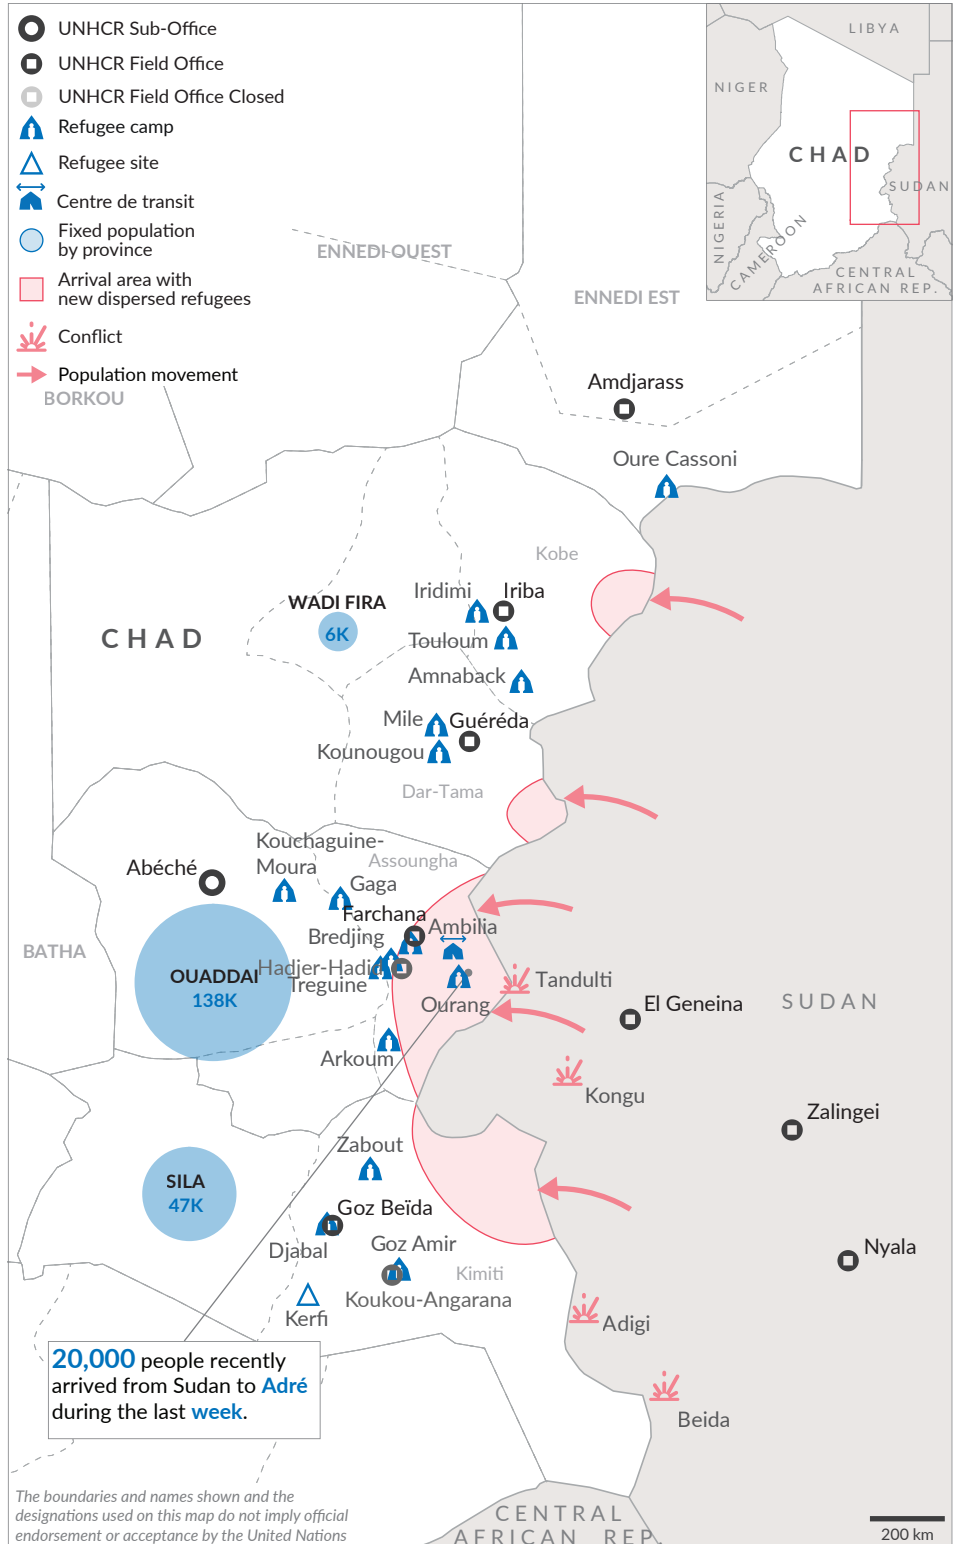 UNHCR Sub-Office
UNHCR Field Office
UNHCR Field Office Closed
Refugee camp
Refugee site
Centre de transit
Fixed population
by province
Arrival area with
new dispersed refugees
Conflict
Population movement
LIBYA
NIGER
CHAD
SUDAN
NIGERIA
CAMEROON
CENTRAL
AFRICAN REP.
ENNEDI OUEST
ENNEDI EST
BORKOU
Amdjarass
Oure Cassoni
Kobe
Iridimi
Iriba
WADI FIRA
6K
CHAD
Touloum
Amnaback
Mile
Guéréda
Kounougou
Dar-Tama
Kouchaguine-
Moura
Assoungha
Abéché
Gaga
Farchana
Ambilia
Bredjing
BATHA
OUADDAI
138K
Hadjer-Hadid
Treguine
Ourang
Tandulti
El Geneina
SUDAN
Arkoum
Kongu
Zalingei
Zabout
SILA
47K
Goz Beïda
Djabal
Goz Amir
Kimiti
Nyala
Koukou-Angarana
Kerfi
Adigi
20,000 people recently
arrived from Sudan to Adré
during the last week.
Beida
The boundaries and names shown and the
designations used on this map do not imply official
endorsement or acceptance by the United Nations
CENTRAL
AFRICAN REP.
200 km